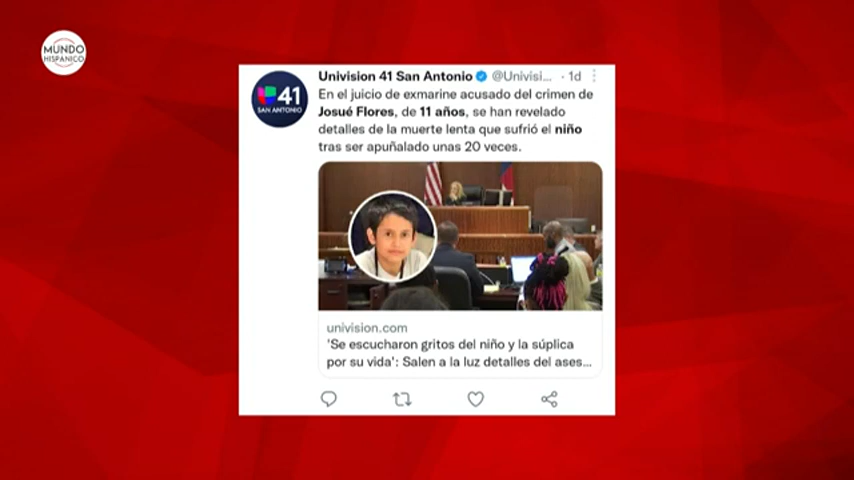 MUNDO
HISPÁNICO
Univision 41 San Antonio @Univisi... · 1d
En el juicio de exmarine acusado del crimen de
Josué Flores, de 11 años, se han revelado
detalles de la muerte lenta que sufrió el niño
tras ser apuñalado unas 20 veces.
41
SAN ANTONIO
univision.com
'Se escucharon gritos del niño y la súplica
por su vida': Salen a la luz detalles del ases...